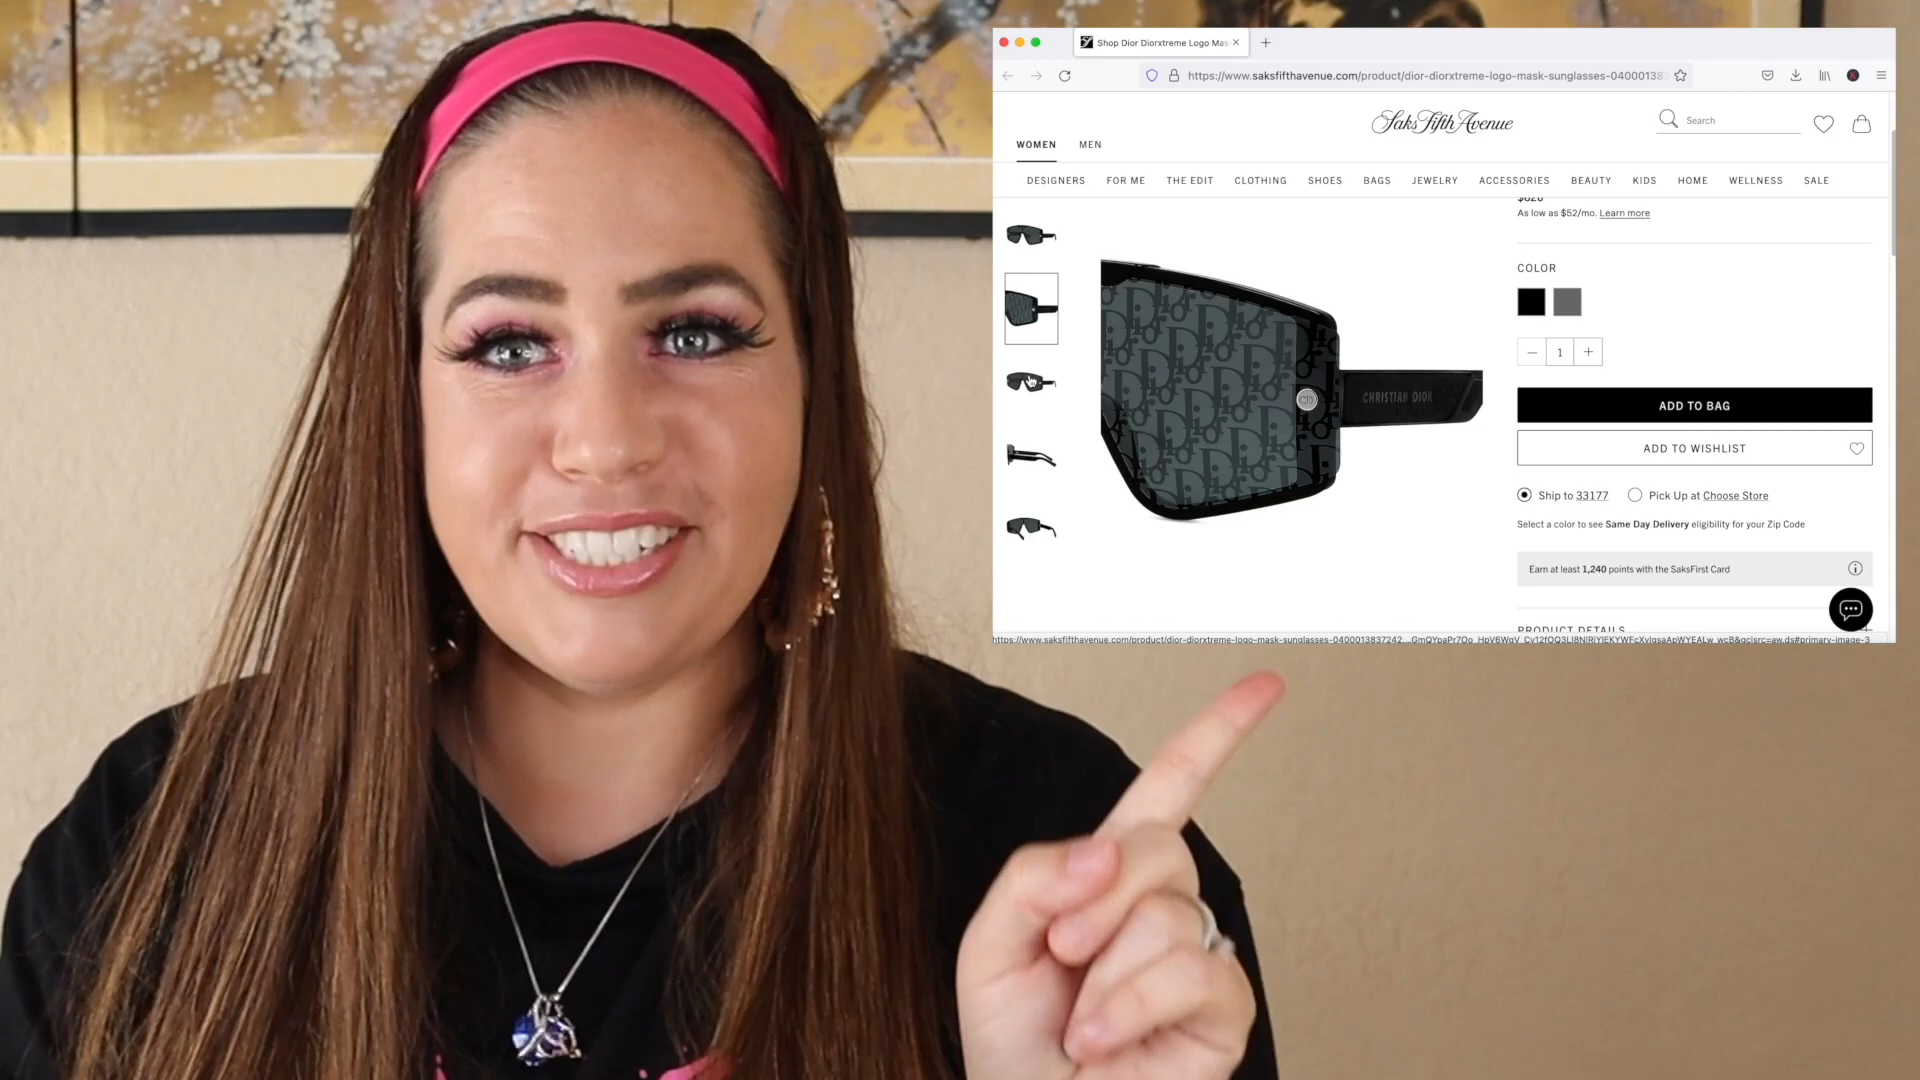 Shop Dior Diorxtreme Logo Mas
https://www.saksfifthavenue.com/product/dior-diorxtreme-logo-mask-sunglasses-040001383
Saks Fifth Avenue
Search
WOMEN MEN
DESIGNERS FOR ME THE EDIT CLOTHING SHOES BAGS JEWELRY ACCESSORIES BEAUTY KIDS HOME WELLNESS SALE
$620
As low as $52/mo. Learn more
COLOR
1
CHRISTIAN DIOR
ADD TO BAG
ADD TO WISHLIST
Ship to 33177 Pick Up at Choose Store
Select a color to see Same Day Delivery eligibility for your Zip Code
Earn at least 1,240 points with the SaksFirst Card
PRODUCT DETAILS